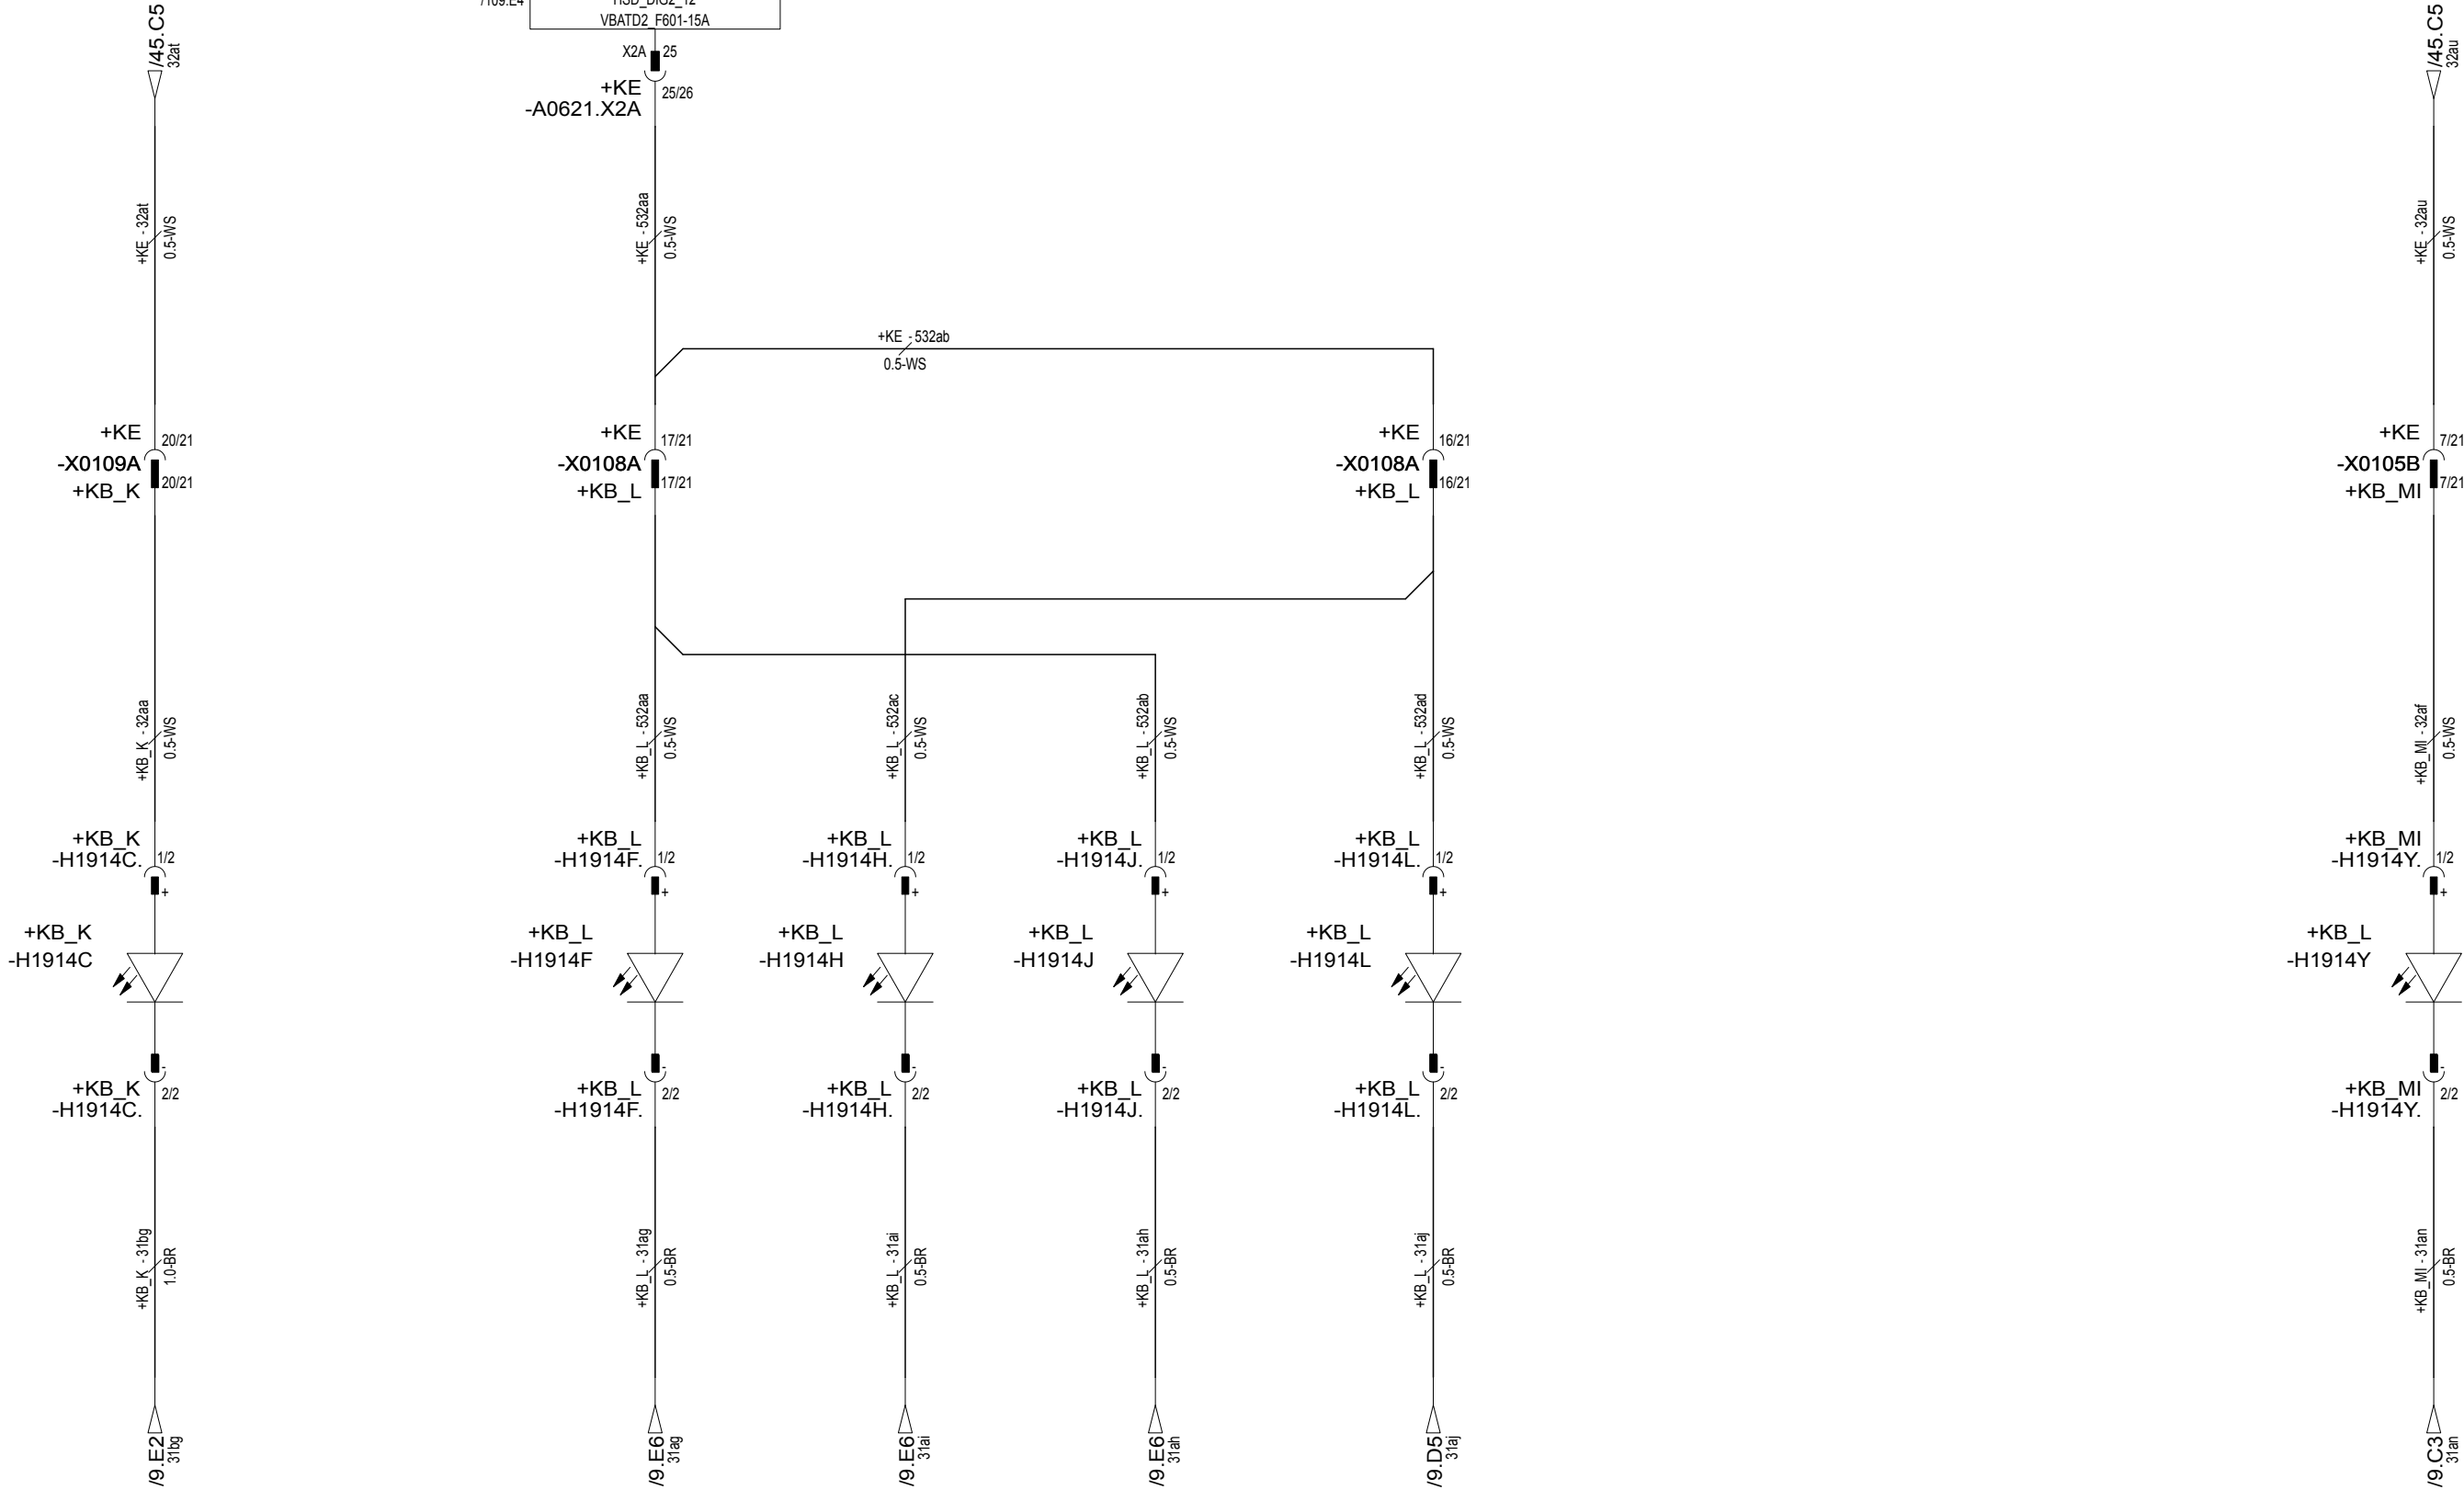 /45.C5
32at
/109.E4
HSD_DIG2_12
VBATD2_F601-15A
X2A 25
+KE 25/26
-A0621.X2A
/45.C5
32au
+KE - 32at
0.5-WS
+KE - 532aa
0.5-WS
+KE - 32au
0.5-WS
+KE - 532ab
0.5-WS
+KE 20/21
-X0109A
+KB_K 20/21
+KE 17/21
-X0108A
+KB_L 17/21
+KE 16/21
-X0108A
+KB_L 16/21
+KE 7/21
-X0105B
+KB_MI 7/21
+KB_K - 32aa
0.5-WS
+KB_L - 532aa
0.5-WS
+KB_L - 532ac
0.5-WS
+KB_L - 532ab
0.5-WS
+KB_L - 532ad
0.5-WS
+KB_MI - 32af
0.5-WS
+KB_K
-H1914C. 1/2
+
+KB_L
-H1914F. 1/2
+
+KB_L
-H1914H. 1/2
+
+KB_L
-H1914J. 1/2
+
+KB_L
-H1914L. 1/2
+
+KB_MI
-H1914Y. 1/2
+
+KB_K
-H1914C
+KB_L
-H1914F
+KB_L
-H1914H
+KB_L
-H1914J
+KB_L
-H1914L
+KB_L
-H1914Y
-
+KB_K 2/2
-H1914C.
-
+KB_L 2/2
-H1914F.
-
+KB_L 2/2
-H1914H.
-
+KB_L 2/2
-H1914J.
-
+KB_L 2/2
-H1914L.
-
+KB_MI 2/2
-H1914Y.
+KB_K - 31bg
1.0-BR
+KB_L - 31ag
0.5-BR
+KB_L - 31ai
0.5-BR
+KB_L - 31ah
0.5-BR
+KB_L - 31aj
0.5-BR
+KB_MI - 31an
0.5-BR
/9.E2
31bg
/9.E6
31ag
/9.E6
31ai
/9.E6
31ah
/9.D5
31aj
/9.C3
31an